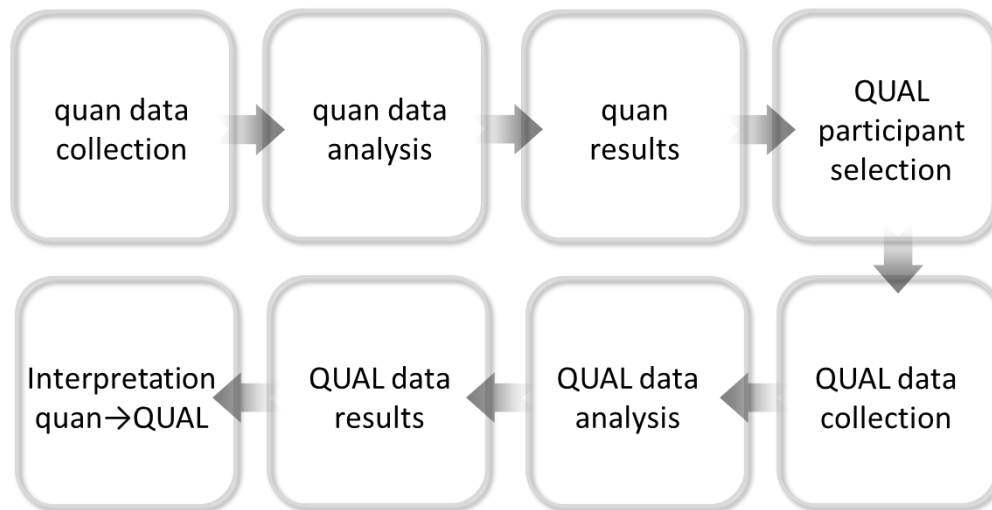 quan data
collection
quan data
analysis
quan
results
QUAL
participant
selection
QUAL data
collection
QUAL data
analysis
QUAL data
results
Interpretation
quan→QUAL